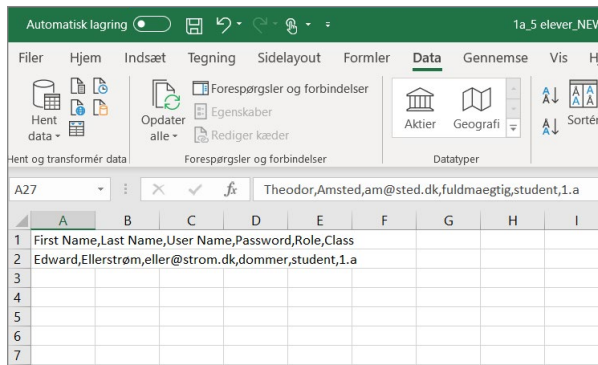 Automatisk lagring 1a_5 elever_NEW
Filer Hjem Indsæt Tegning Sidelayout Formler Data Gennemse Vis H
Hent data
Opdater alle
Forespørgsler og forbindelser
Egenskaber
Rediger kæder
Aktier Geografi
Sortér
Hent og transformér data Forespørgsler og forbindelser Datatyper
A27 fx Theodor,Amsted,am@sted.dk,fuldmaegtig,student,1.a
A B C D E F G H I
1 First Name,Last Name,User Name,Password,Role,Class
2 Edward,Ellerstrøm,eller@strom.dk,dommer,student,1.a
3
4
5
6
7